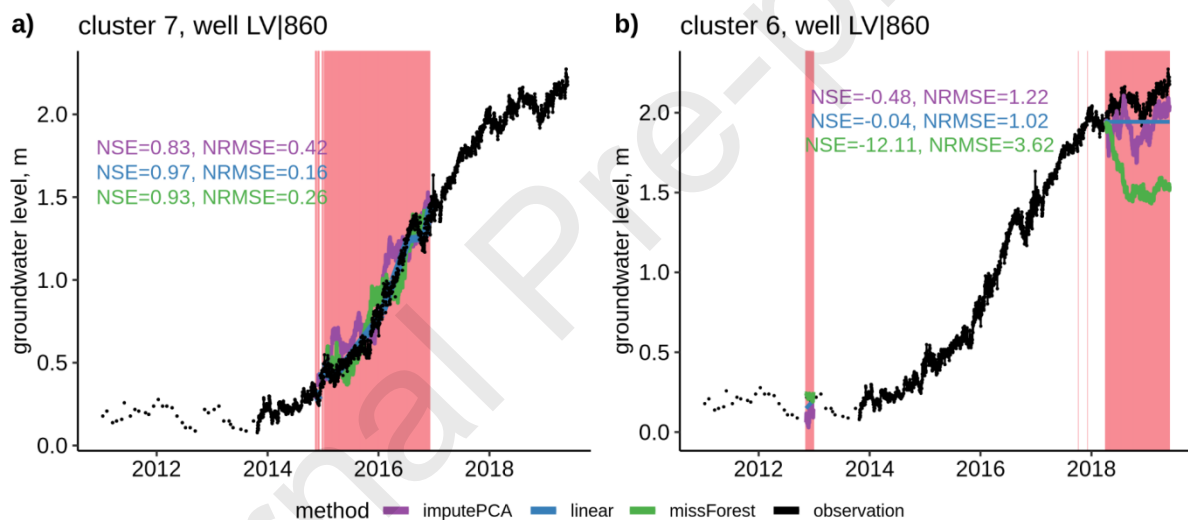 a) cluster 7, well LV|860
groundwater level, m
2.0
1.5
1.0
0.5
0.0
NSE=0.83, NRMSE=0.42
NSE=0.97, NRMSE=0.16
NSE=0.93, NRMSE=0.26
2012 2014 2016 2018
b) cluster 6, well LV|860
groundwater level, m
2.0
1.5
1.0
0.5
0.0
NSE=-0.48, NRMSE=1.22
NSE=-0.04, NRMSE=1.02
NSE=-12.11, NRMSE=3.62
2012 2014 2016 2018
method imputePCA linear missForest observation
rnal Pre-p